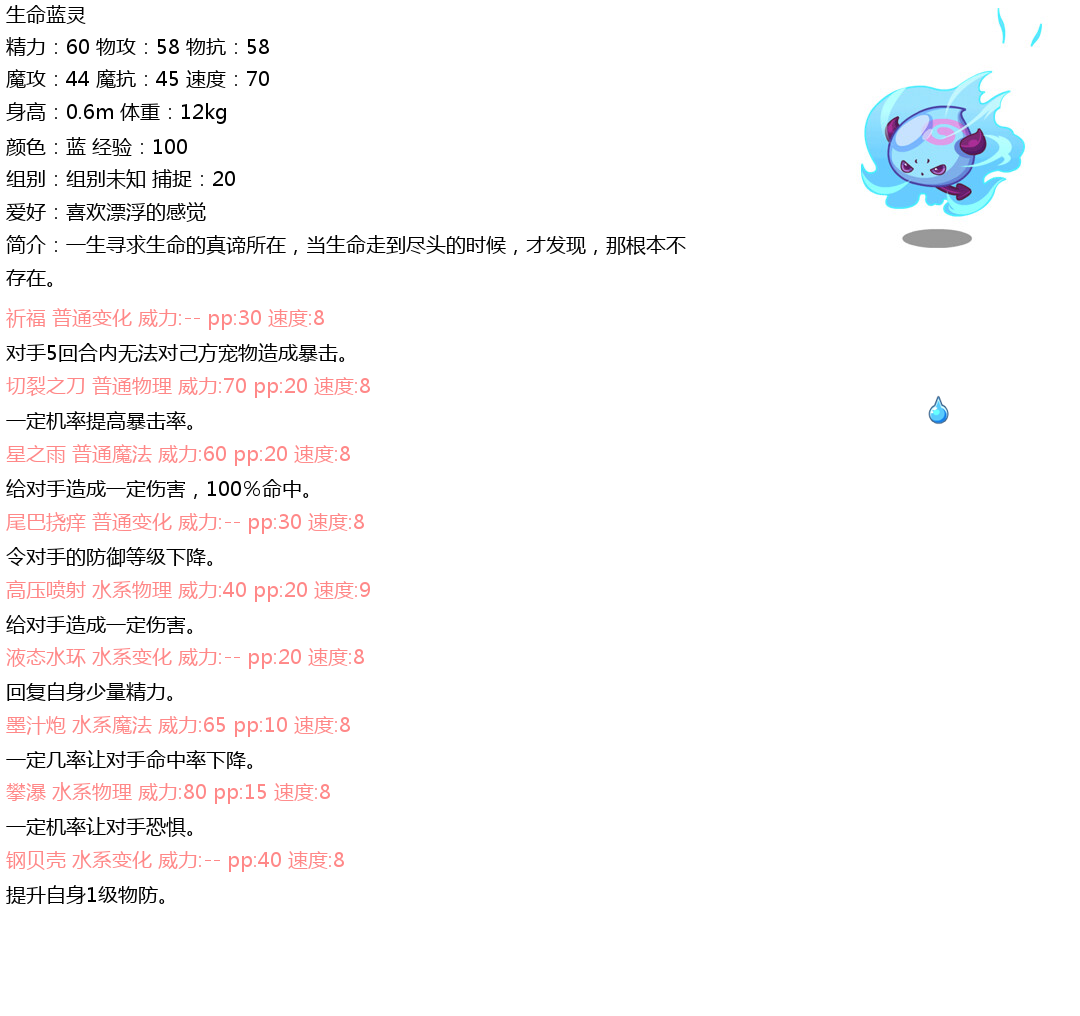 生命蓝灵
精力：60 物攻：58 物抗：58
魔攻：44 魔抗：45 速度：70
身高：0.6m 体重：12kg
颜色：蓝 经验：100
组别：组别未知 捕捉：20
爱好：喜欢漂浮的感觉
简介：一生寻求生命的真谛所在，当生命走到尽头的时候，才发现，那根本不
存在。
祈福 普通变化 威力:-- pp:30 速度:8
对手5回合内无法对己方宠物造成暴击。
切裂之刀 普通物理 威力:70 pp:20 速度:8
一定机率提高暴击率。
星之雨 普通魔法 威力:60 pp:20 速度:8
给对手造成一定伤害，100%命中。
尾巴挠痒 普通变化 威力:-- pp:30 速度:8
令对手的防御等级下降。
高压喷射 水系物理 威力:40 pp:20 速度:9
给对手造成一定伤害。
液态水环 水系变化 威力:-- pp:20 速度:8
回复自身少量精力。
墨汁炮 水系魔法 威力:65 pp:10 速度:8
一定几率让对手命中率下降。
攀瀑 水系物理 威力:80 pp:15 速度:8
一定机率让对手恐惧。
钢贝壳 水系变化 威力:-- pp:40 速度:8
提升自身1级物防。